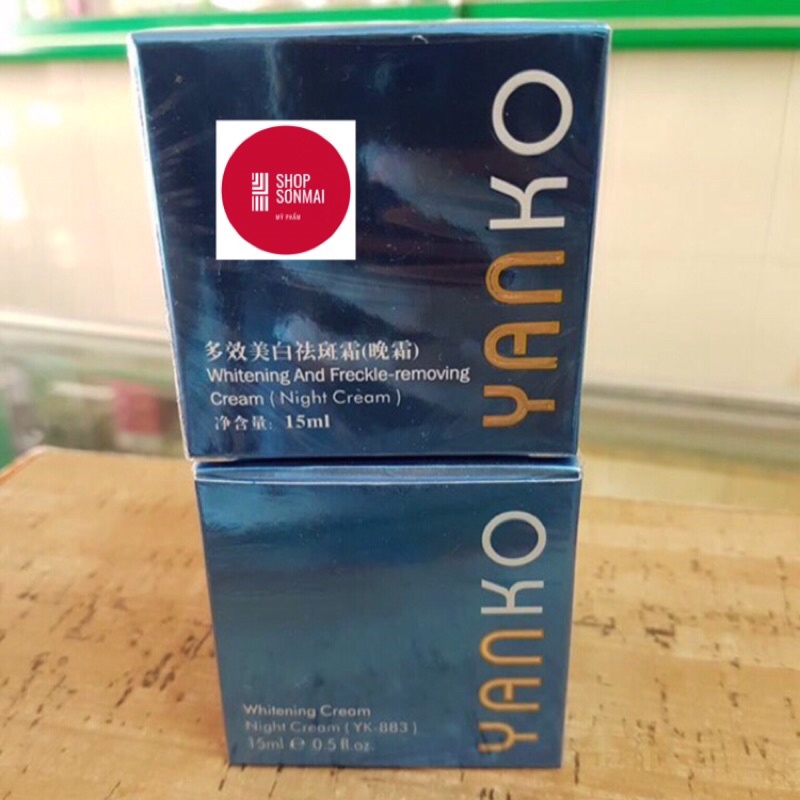 YANKO
SHOP
SONMAI
MỸ PHẨM
多效美白祛斑霜(晚霜)
Whitening And Freckle-removing
Cream ( Night Cream )
净含量: 15ml
YANKO
Whitening Cream
Night Cream ( YK-883 )
15ml ℮ 0.5 fl.oz.